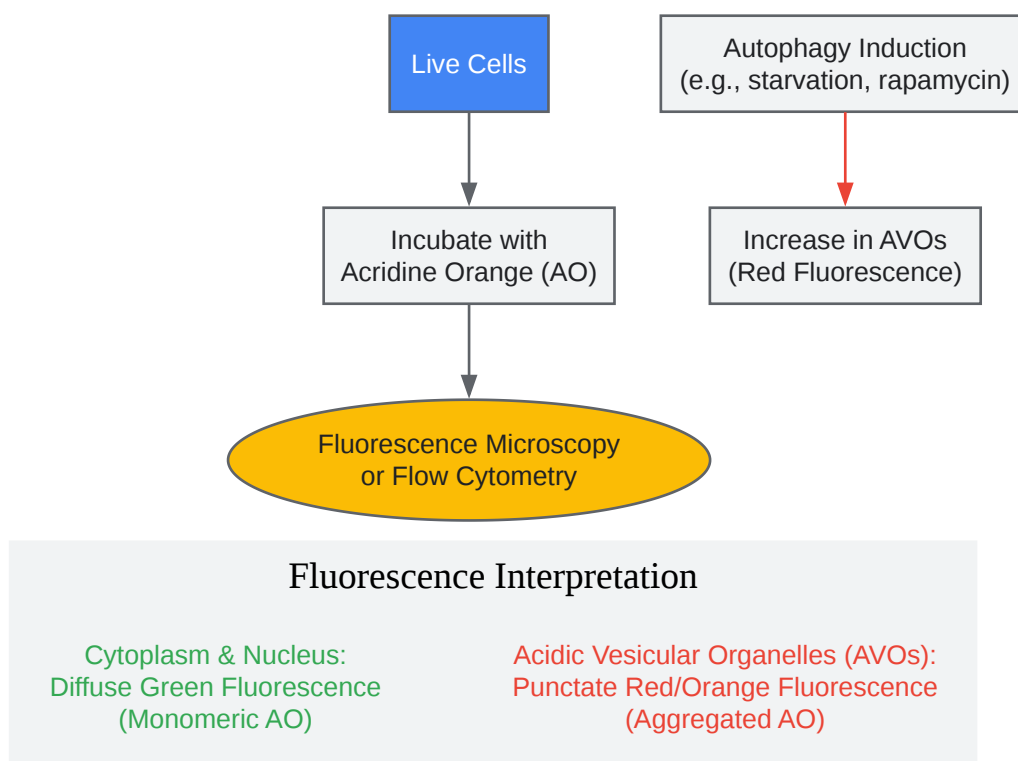 Live Cells
Autophagy Induction
(e.g., starvation, rapamycin)
Incubate with
Acridine Orange (AO)
Increase in AVOs
(Red Fluorescence)
Fluorescence Microscopy
or Flow Cytometry
Fluorescence Interpretation
Cytoplasm & Nucleus:
Diffuse Green Fluorescence
(Monomeric AO)
Acidic Vesicular Organelles (AVOs):
Punctate Red/Orange Fluorescence
(Aggregated AO)